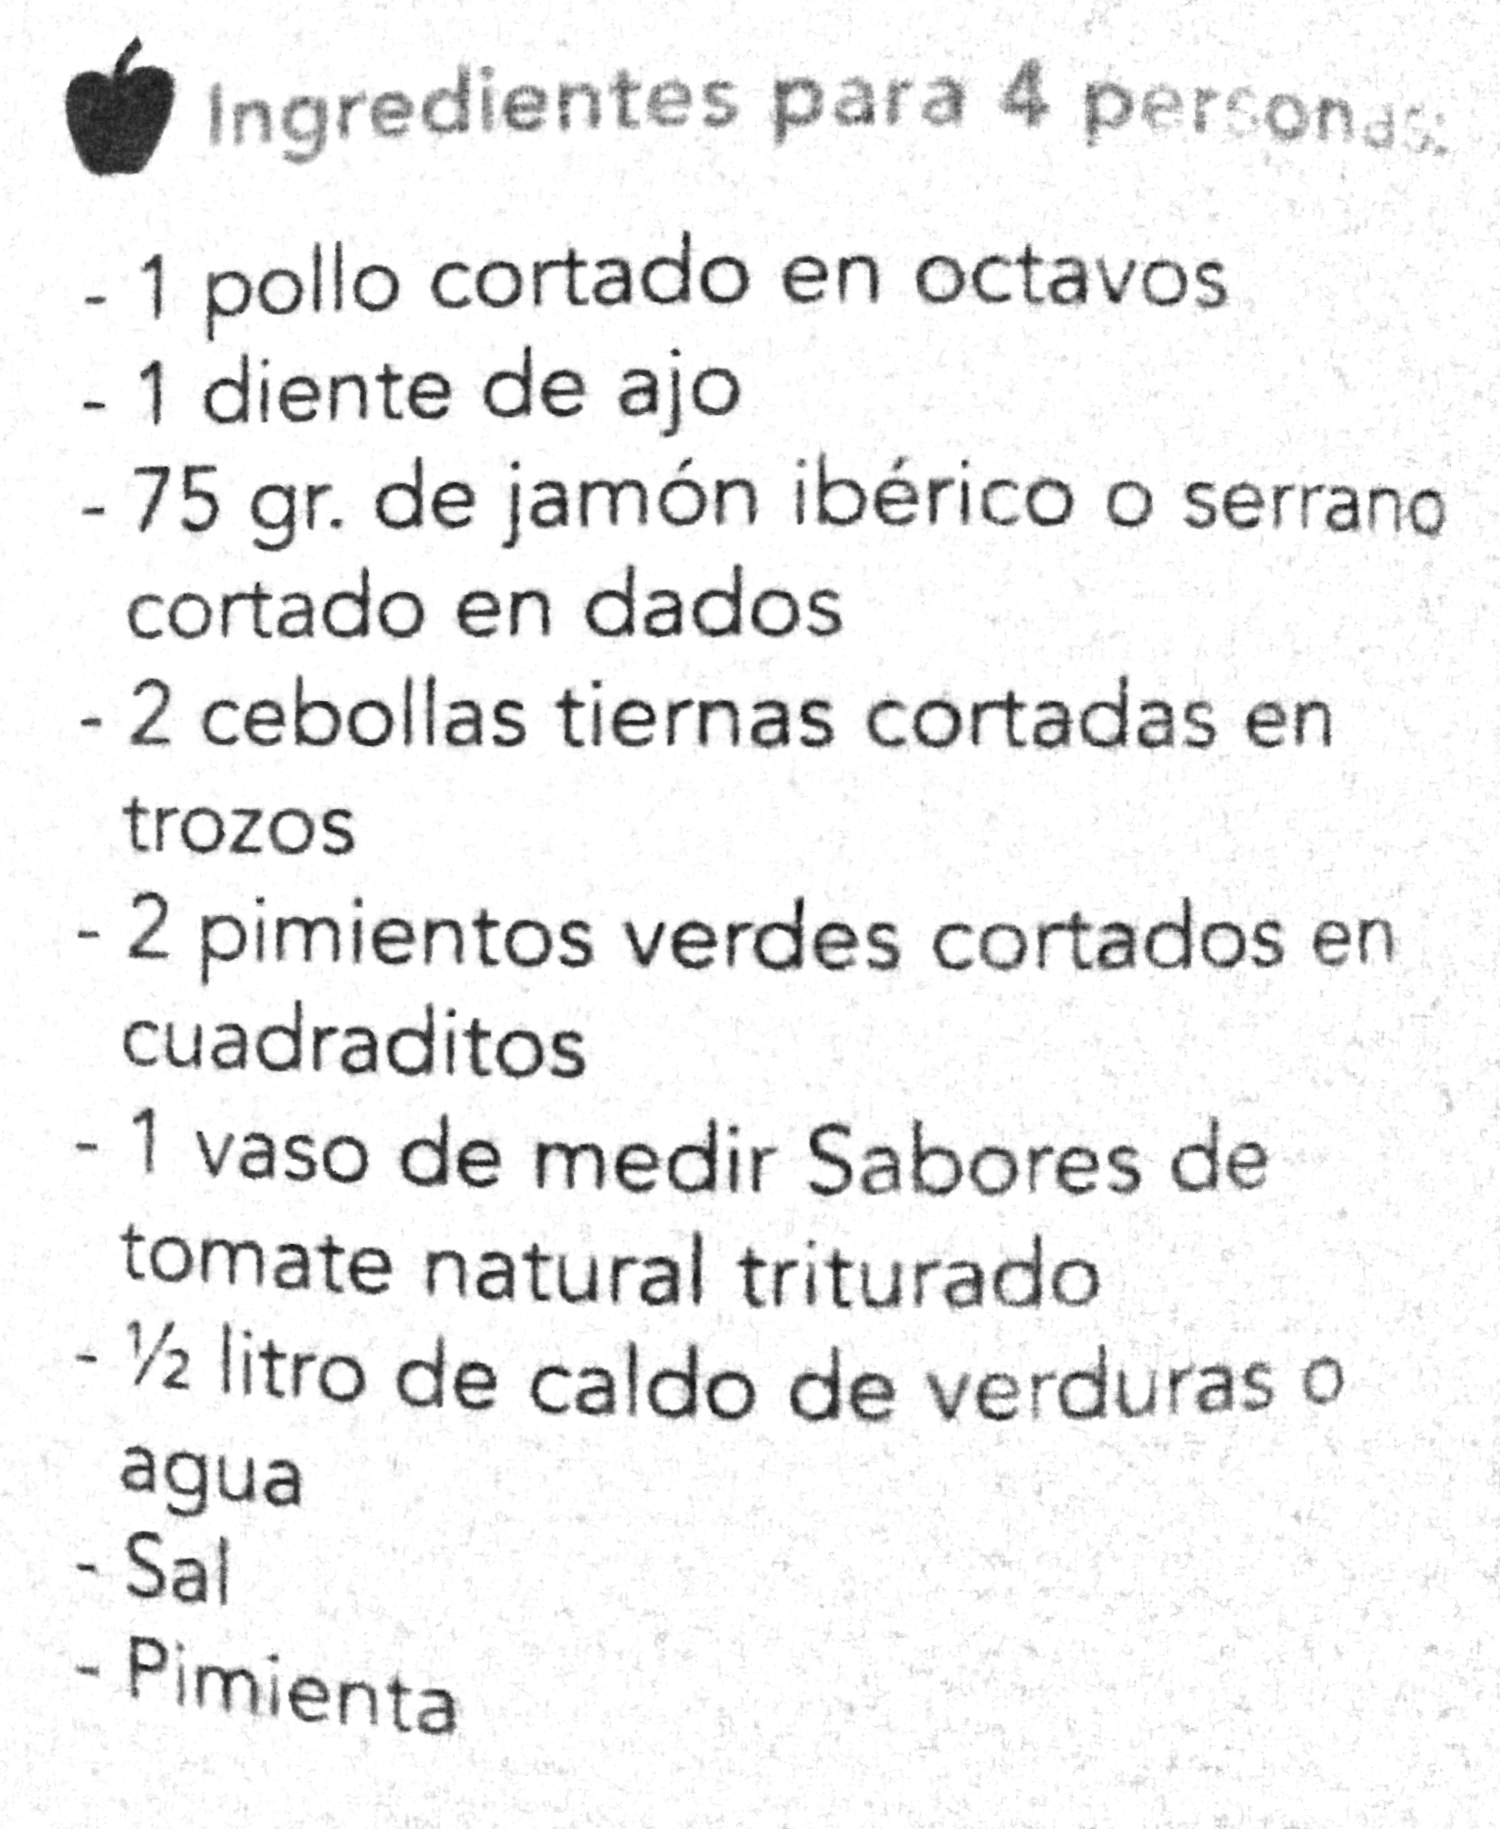 Ingredientes para 4 personas:
- 1 pollo cortado en octavos
- 1 diente de ajo
- 75 gr. de jamón ibérico o serrano
cortado en dados
- 2 cebollas tiernas cortadas en
trozos
- 2 pimientos verdes cortados en
cuadraditos
- 1 vaso de medir Sabores de
tomate natural triturado
- ½ litro de caldo de verduras o
agua
- Sal
- Pimienta